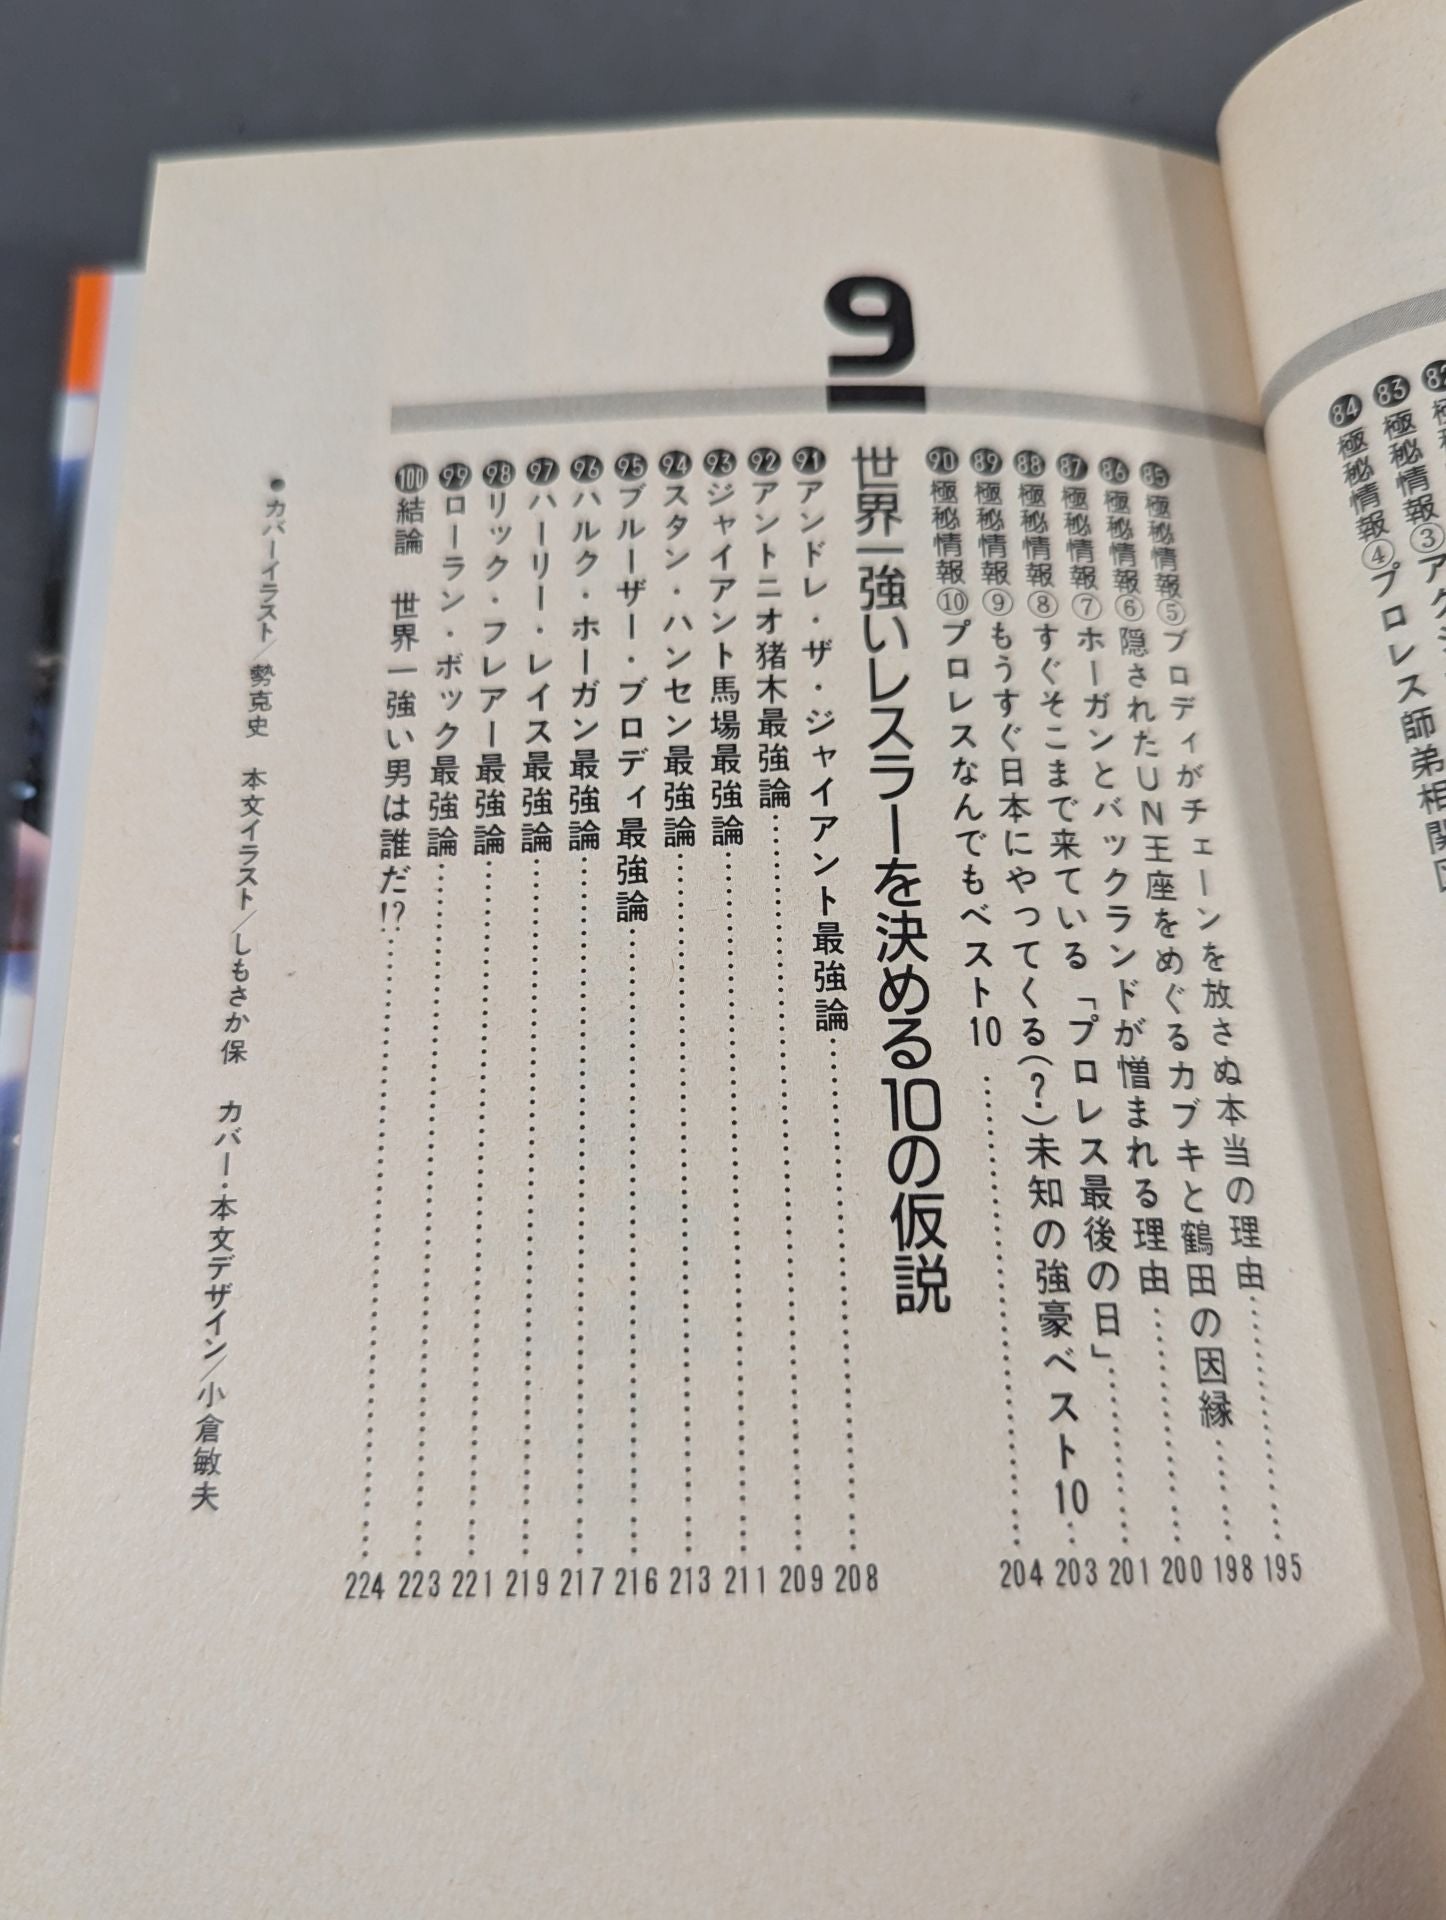 82
83 極秘情報③ア
84 極秘情報④プロレス師弟相関
85 極秘情報⑤ブロディがチェーンを放さぬ本当の理由……195
86 極秘情報⑥隠されたUN王座をめぐるカブキと鶴田の因縁……198
87 極秘情報⑦ホーガンとバックランドが憎まれる理由……200
88 極秘情報⑧すぐそこまで来ている「プロレス最後の日」……201
89 極秘情報⑨もうすぐ日本にやってくる(?)未知の強豪ベスト10……203
90 極秘情報⑩プロレスなんでもベスト10……204
9
世界一強いレスラーを決める10の仮説
91 アンドレ・ザ・ジャイアント最強論……208
92 アントニオ猪木最強論……209
93 ジャイアント馬場最強論……211
94 スタン・ハンセン最強論……213
95 ブルーザー・ブロディ最強論……216
96 ハルク・ホーガン最強論……217
97 ハーリー・レイス最強論……219
98 リック・フレアー最強論……221
99 ローラン・ボック最強論……223
100 結論 世界一強い男は誰だ!?……224
●カバーイラスト/勢克史 本文イラスト/しもさか保 カバー・本文デザイン/小倉敏夫